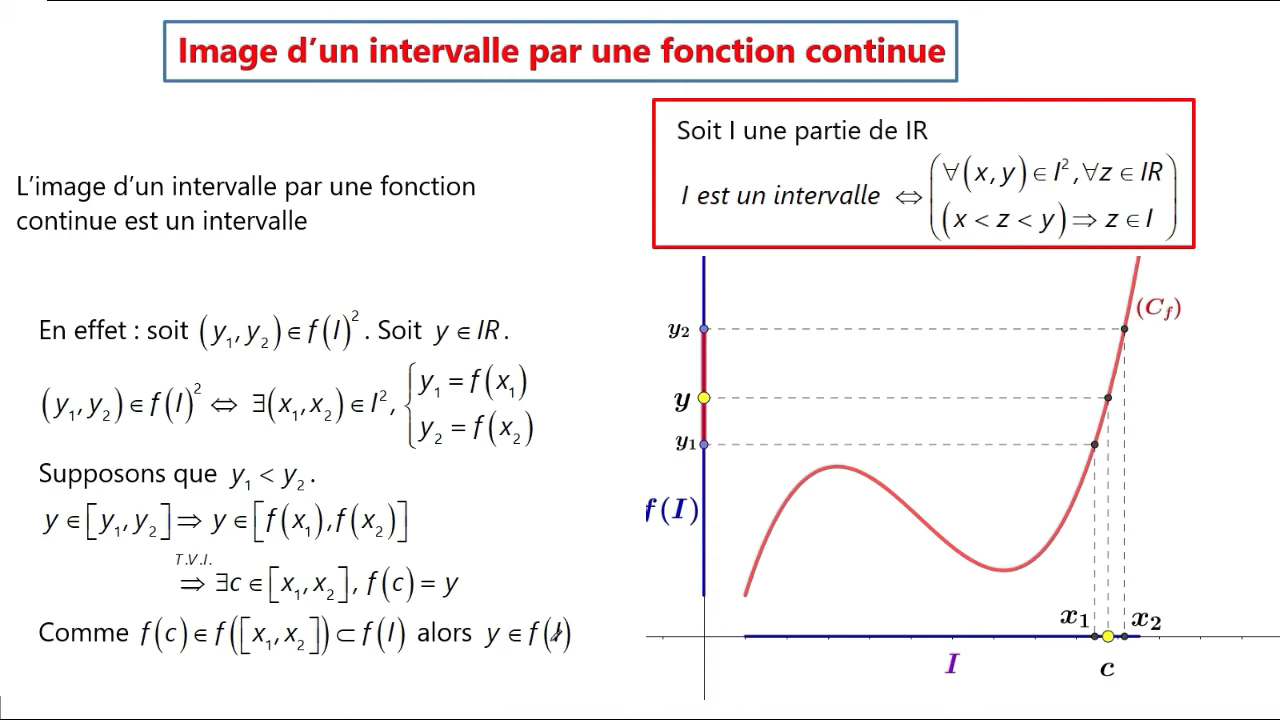 Image d’un intervalle par une fonction continue
L’image d’un intervalle par une fonction
continue est un intervalle
Soit I une partie de IR
I est un intervalle ⇔ ( ∀(x,y)∈I²,∀z∈IR
(x<z<y)⇒z∈I )
En effet : soit (y₁,y₂)∈f(I)². Soit y∈IR.
(y₁,y₂)∈f(I)² ⇔ ∃(x₁,x₂)∈I², { y₁=f(x₁)
y₂=f(x₂)
Supposons que y₁<y₂.
y∈[y₁,y₂]⇒y∈[f(x₁),f(x₂)]
T.V.I.
⇒∃c∈[x₁,x₂],f(c)=y
Comme f(c)∈f([x₁,x₂])⊂f(I) alors y∈f(I)
(C_f)
y₂
y
y₁
f(I)
x₁
x₂
I
c